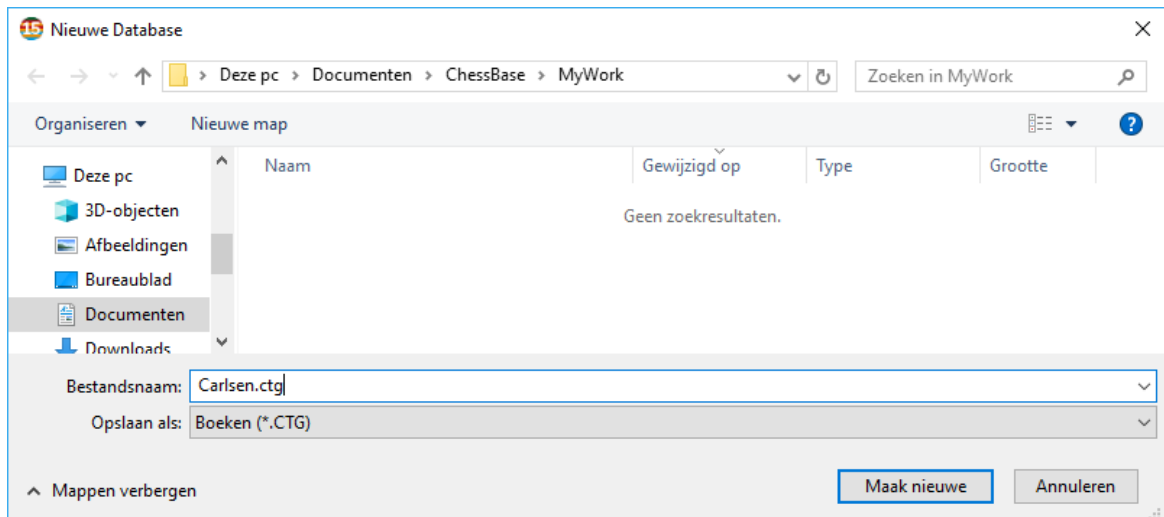 15 Nieuwe Database
Deze pc > Documenten > ChessBase > MyWork Zoeken in MyWork
Organiseren Nieuwe map ?
Naam Gewijzigd op Type Grootte
Deze pc
3D-objecten
Geen zoekresultaten.
Afbeeldingen
Bureaublad
Documenten
Downloads
Bestandsnaam: Carlsen.ctg
Opslaan als: Boeken (*.CTG)
Mappen verbergen Maak nieuwe Annuleren